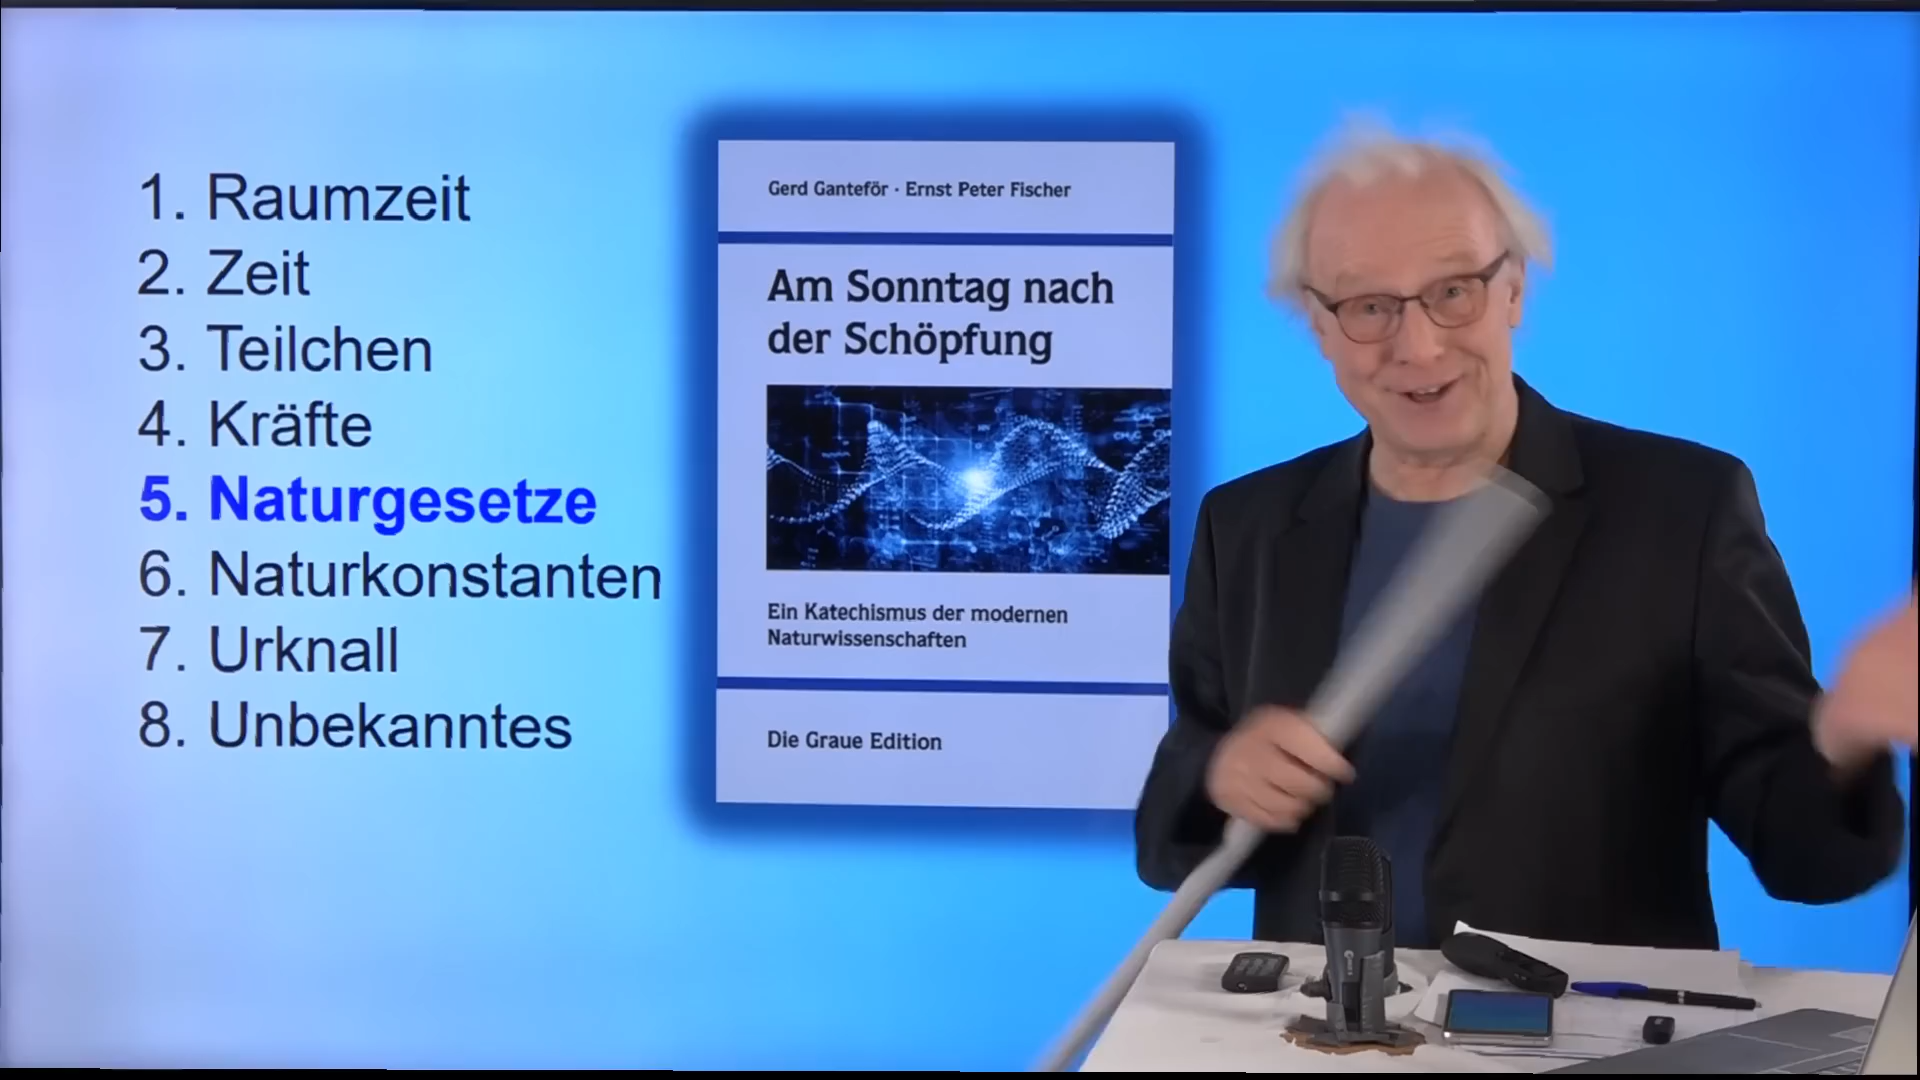 1. Raumzeit
2. Zeit
3. Teilchen
4. Kräfte
5. Naturgesetze
6. Naturkonstanten
7. Urknall
8. Unbekanntes
Gerd Ganteför · Ernst Peter Fischer
Am Sonntag nach
der Schöpfung
Ein Katechismus der modernen
Naturwissenschaften
Die Graue Edition